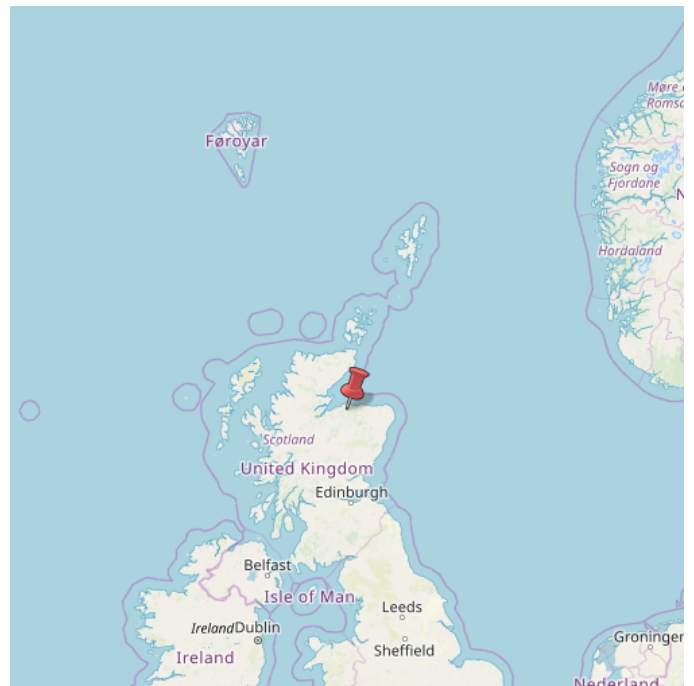 Møre
Romsd
Føroyar
Sogn og
Fjordane
N
Hordaland
Scotland
United Kingdom
Edinburgh
Belfast
Isle of Man
Leeds
Ireland
Dublin
Sheffield
Ireland
Groninger
Nederland